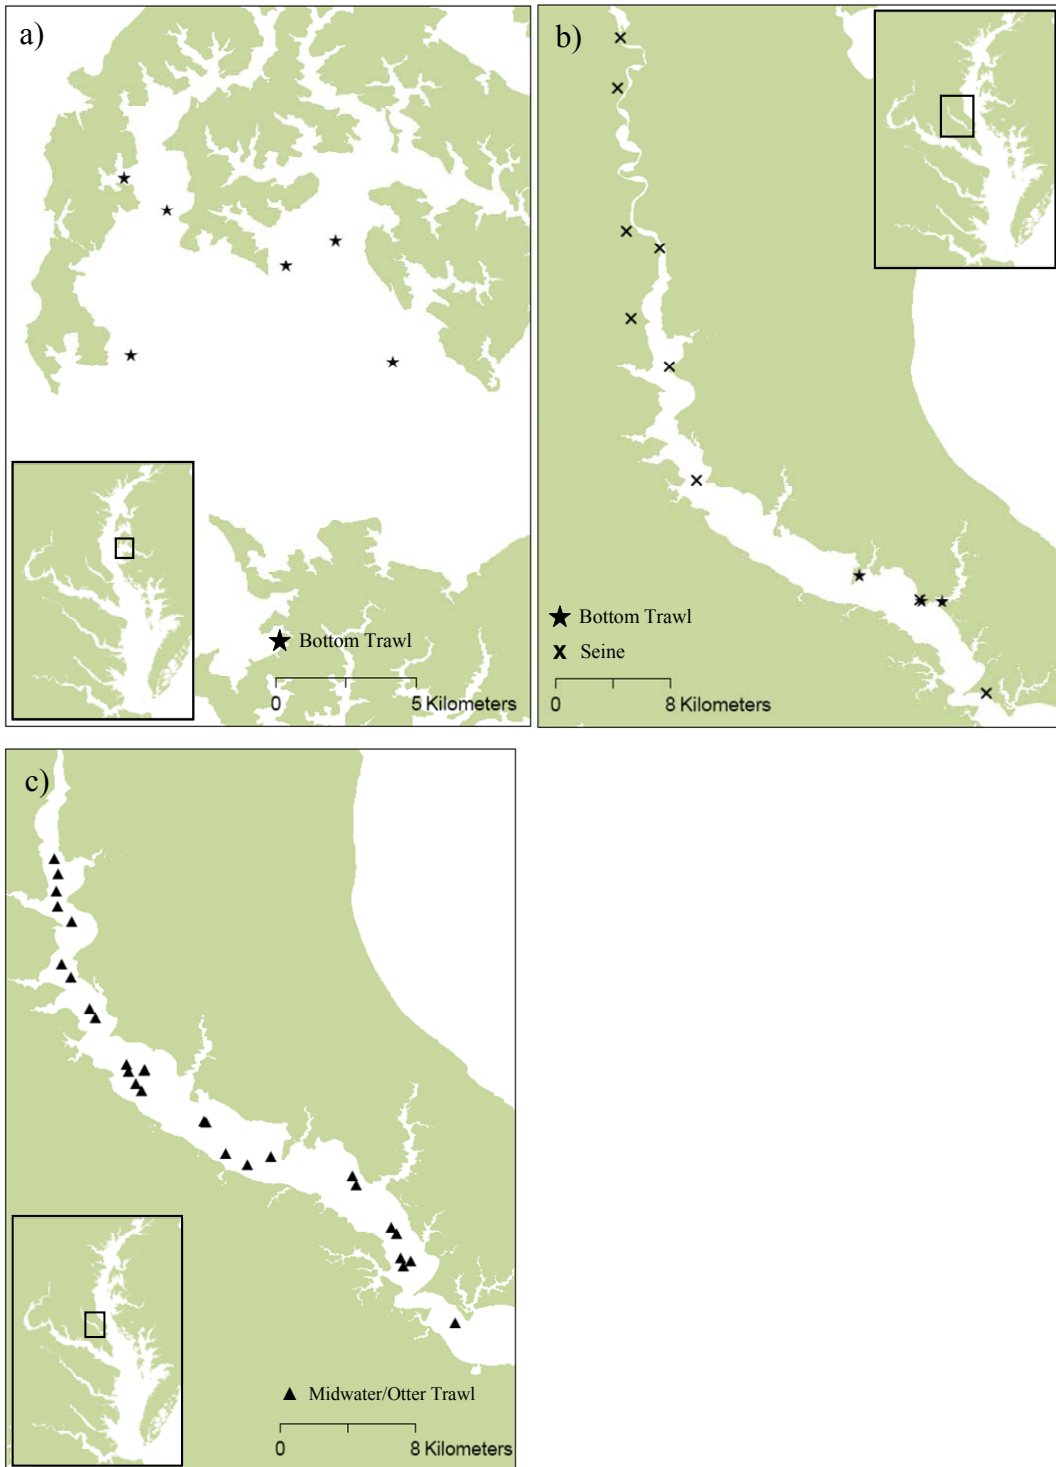 a)
Bottom Trawl
0 5 Kilometers
b)
Bottom Trawl
x Seine
0 8 Kilometers
c)
Midwater/Otter Trawl
0 8 Kilometers